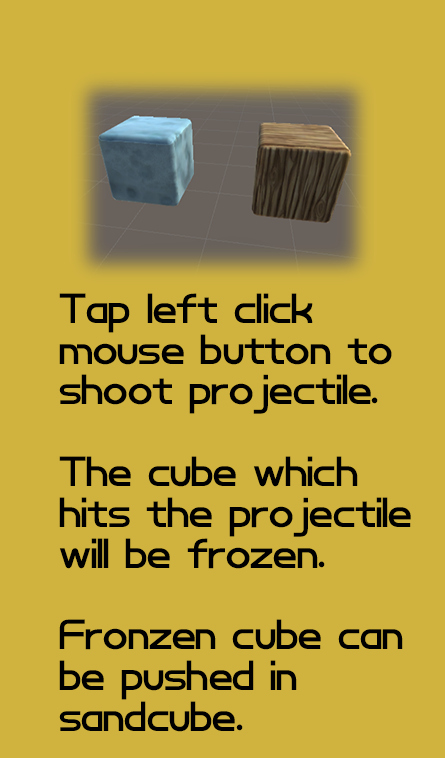 Tap left click
mouse button to
shoot projectile.
The cube which
hits the projectile
will be frozen.
Fronzen cube can
be pushed in
sandcube.